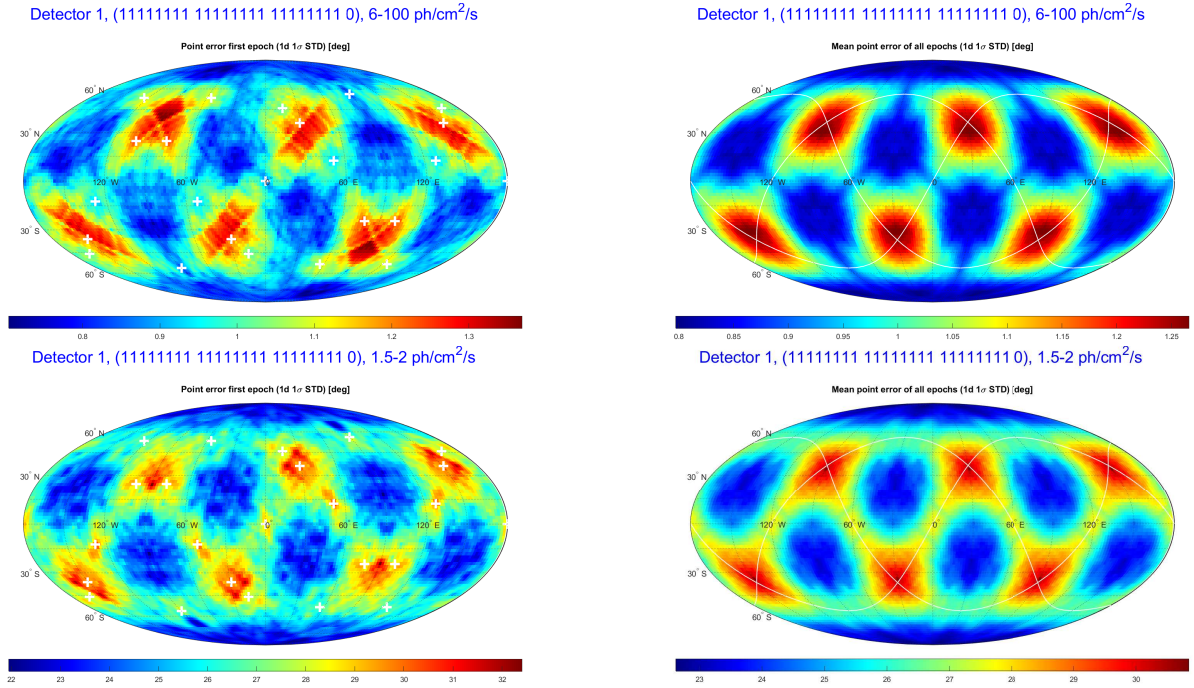 Detector 1, (11111111 11111111 11111111 0), 6-100 ph/cm²/s
Point error first epoch (1d 1σ STD) [deg]
60° N
30° N
120° W
60° W
0
60° E
120° E
30° S
60° S
0.8
0.9
1
1.1
1.2
1.3
Detector 1, (11111111 11111111 11111111 0), 6-100 ph/cm²/s
Mean point error of all epochs (1d 1σ STD) [deg]
60° N
30° N
120° W
60° W
0
60° E
120° E
30° S
60° S
0.8
0.85
0.9
0.95
1
1.05
1.1
1.15
1.2
1.25
Detector 1, (11111111 11111111 11111111 0), 1.5-2 ph/cm²/s
Point error first epoch (1d 1σ STD) [deg]
60° N
30° N
120° W
60° W
0
60° E
120° E
30° S
60° S
22
23
24
25
26
27
28
29
30
31
32
Detector 1, (11111111 11111111 11111111 0), 1.5-2 ph/cm²/s
Mean point error of all epochs (1d 1σ STD) [deg]
60° N
30° N
120° W
60° W
0°
60° E
120° E
30° S
60° S
23
24
25
26
27
28
29
30